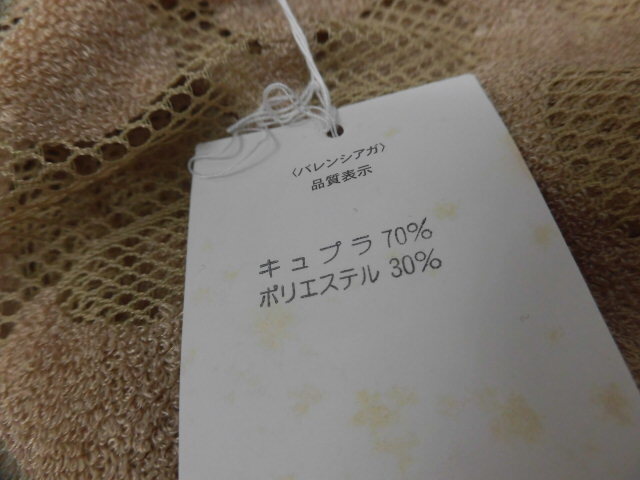 〈バレンシアガ〉
品質表示
キュプラ 70%
ポリエステル 30%